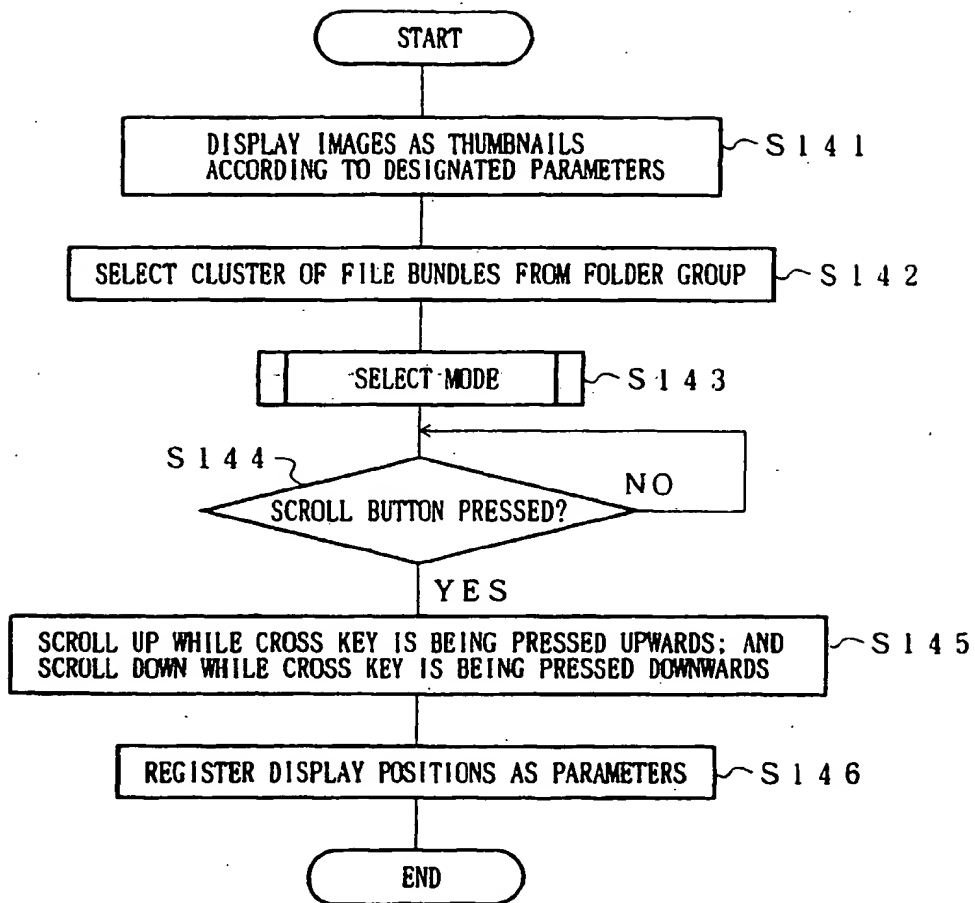 START
DISPLAY IMAGES AS THUMBNAILS
ACCORDING TO DESIGNATED PARAMETERS
S141
SELECT CLUSTER OF FILE BUNDLES FROM FOLDER GROUP
S142
SELECT MODE
S143
S144
NO
SCROLL BUTTON PRESSED?
YES
SCROLL UP WHILE CROSS KEY IS BEING PRESSED UPWARDS; AND
SCROLL DOWN WHILE CROSS KEY IS BEING PRESSED DOWNWARDS
S145
REGISTER DISPLAY POSITIONS AS PARAMETERS
S146
END